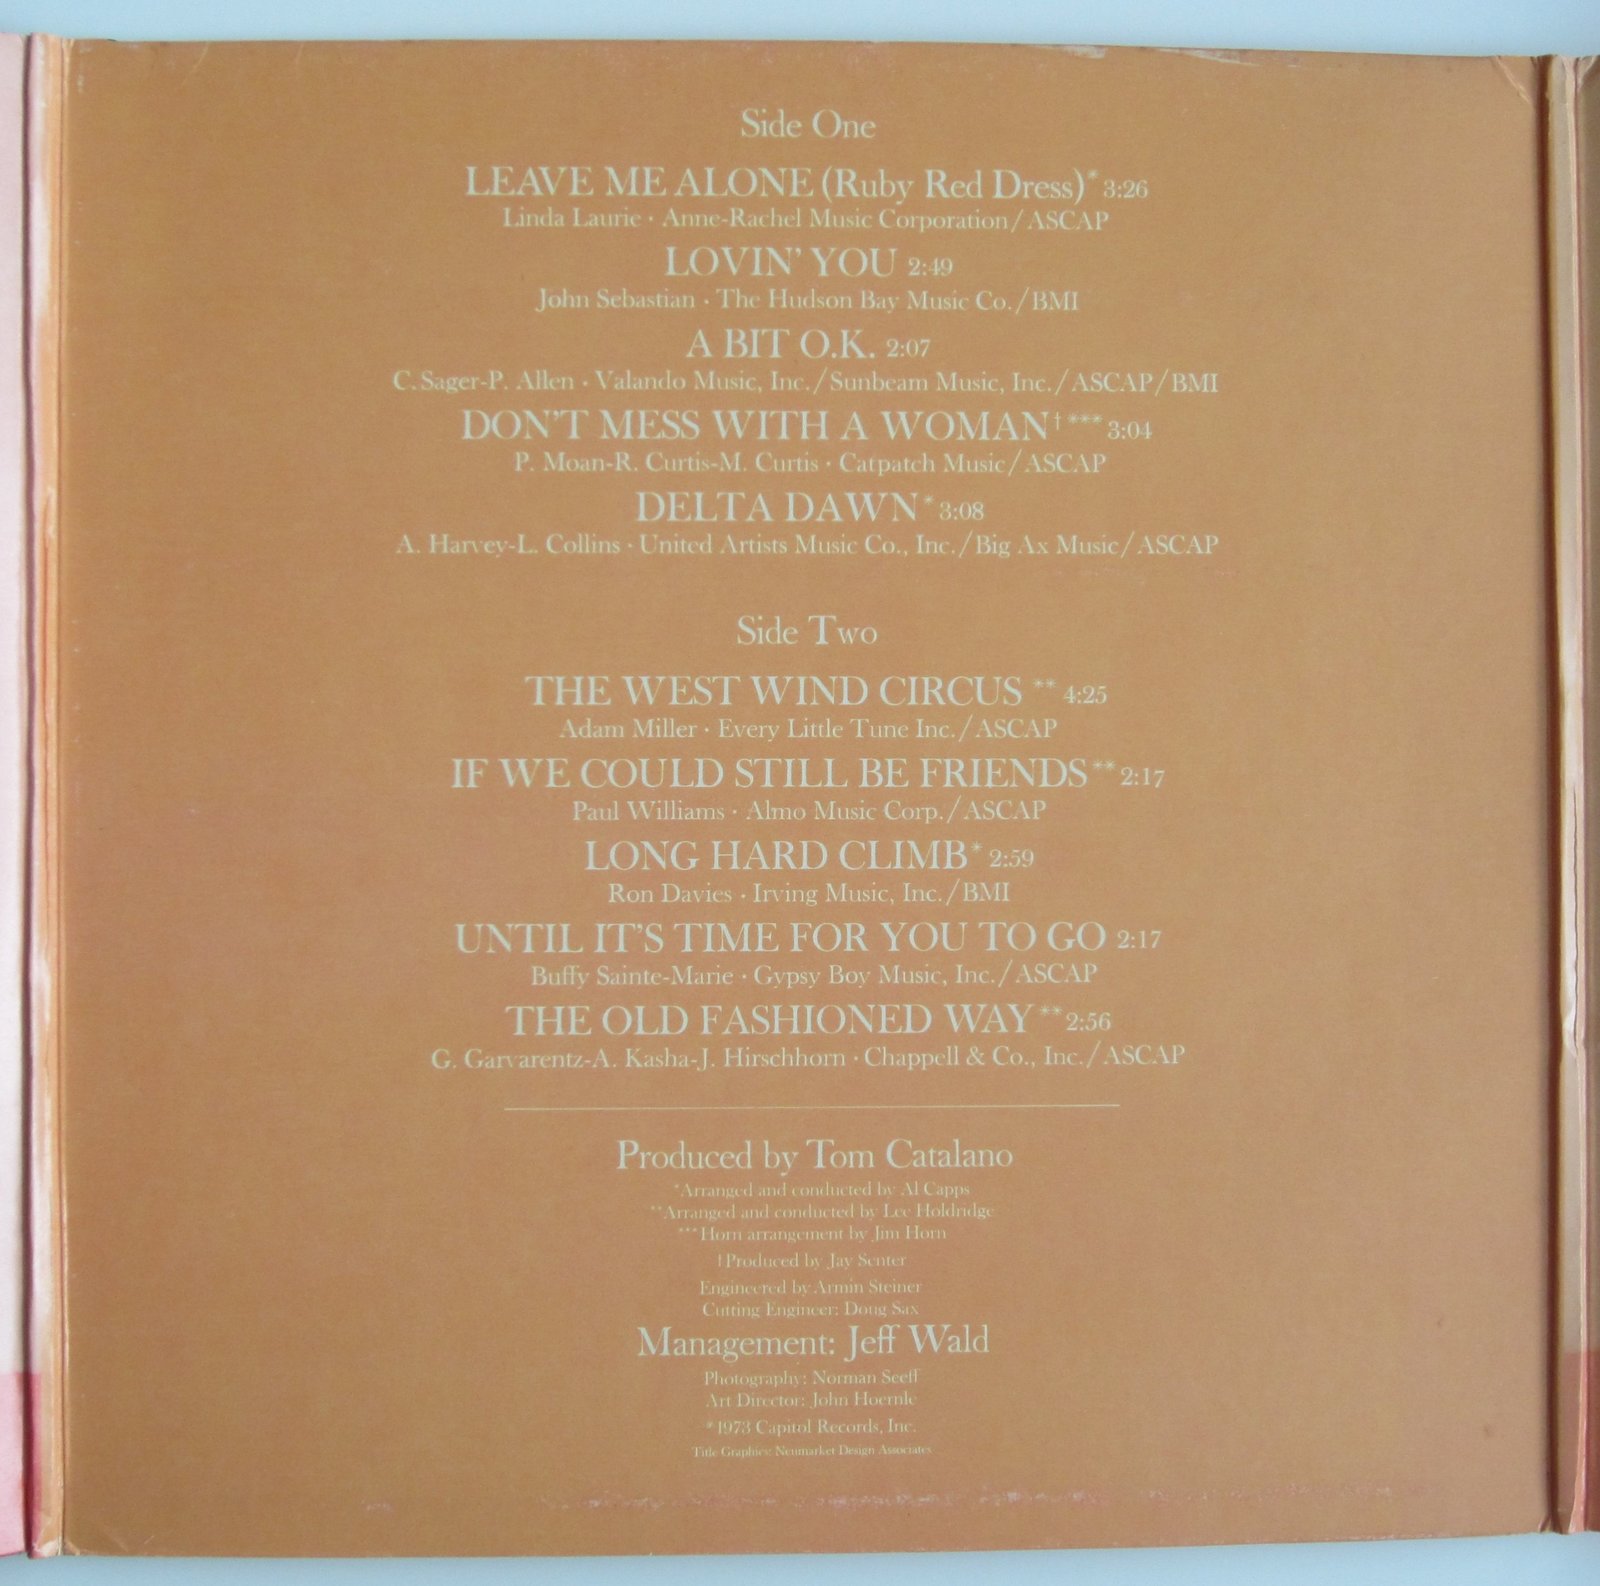 Side One
LEAVE ME ALONE (Ruby Red Dress)* 3:26
Linda Laurie · Anne-Rachel Music Corporation/ASCAP
LOVIN' YOU 2:49
John Sebastian · The Hudson Bay Music Co./BMI
A BIT O.K. 2:07
C. Sager-P. Allen · Valando Music, Inc./Sunbeam Music, Inc./ASCAP/BMI
DON'T MESS WITH A WOMAN† *** 3:04
P. Moan-R. Curtis-M. Curtis · Catpatch Music/ASCAP
DELTA DAWN* 3:08
A. Harvey-L. Collins · United Artists Music Co., Inc./Big Ax Music/ASCAP
Side Two
THE WEST WIND CIRCUS ** 4:25
Adam Miller · Every Little Tune Inc./ASCAP
IF WE COULD STILL BE FRIENDS** 2:17
Paul Williams · Almo Music Corp./ASCAP
LONG HARD CLIMB* 2:59
Ron Davies · Irving Music, Inc./BMI
UNTIL IT'S TIME FOR YOU TO GO 2:17
Buffy Sainte-Marie · Gypsy Boy Music, Inc./ASCAP
THE OLD FASHIONED WAY** 2:56
G. Garvarentz-A. Kasha-J. Hirschhorn · Chappell & Co., Inc./ASCAP
Produced by Tom Catalano
*Arranged and conducted by Al Capps
**Arranged and conducted by Lee Holdridge
***Horn arrangement by Jim Horn
†Produced by Jay Senter
Engineered by Armin Steiner
Cutting Engineer: Doug Sax
Management: Jeff Wald
Photography: Norman Seeff
Art Director: John Hoernle
℗1973 Capitol Records, Inc.
Title Graphics: Neumarket Design Associates